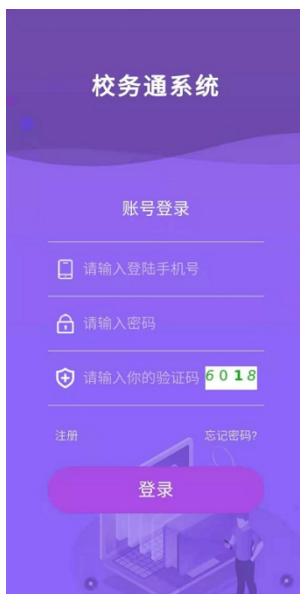 校务通系统
账号登录
请输入登陆手机号
请输入密码
请输入你的验证码 6018
注册 忘记密码?
登录